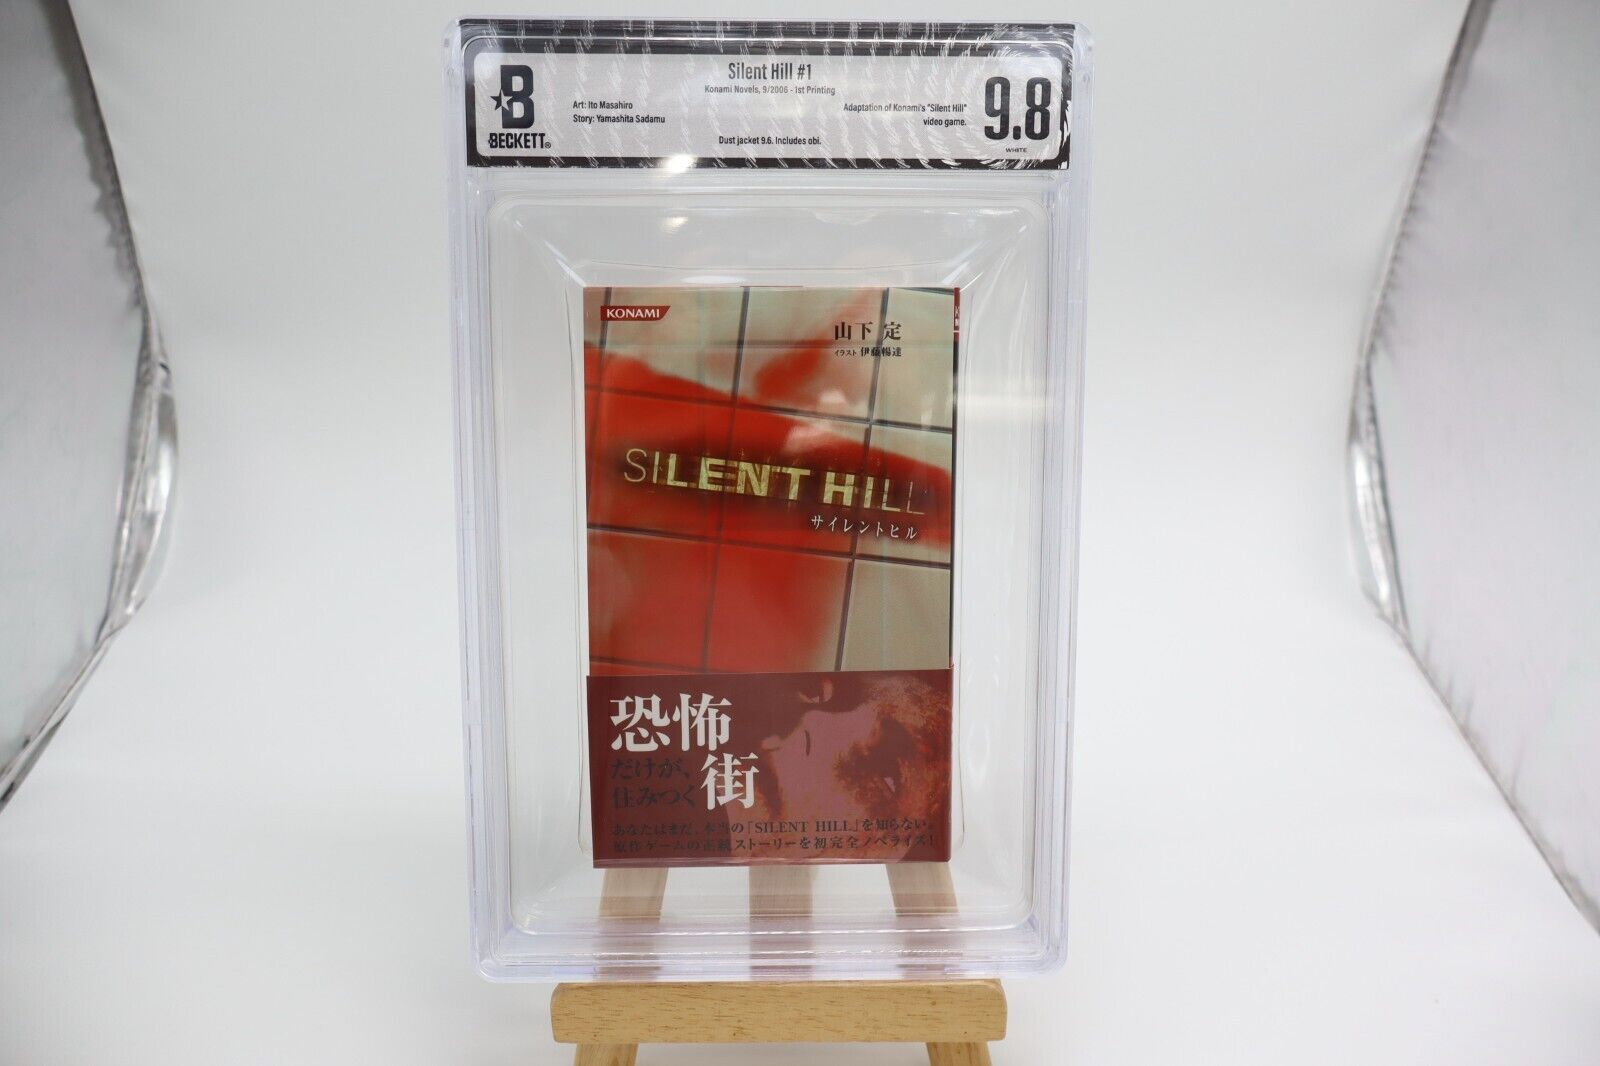 Silent Hill #1
Konami Novels, 9/2006 - 1st Printing
Art: Ito Masahiro
Story: Yamashita Sadamu
Adaptation of Konami's "Silent Hill"
video game.
Dust jacket 9.6. Includes obi.
B
BECKETT®
9.8
WHITE
KONAMI
山下 定
イラスト 伊藤暢達
SILENT HILL
サイレントヒル
恐怖
だけが、
住みつく街
あなたはまだ、本当の「SILENT HILL」を知らない。
原作ゲームの正統ストーリーを初完全ノベライズ!